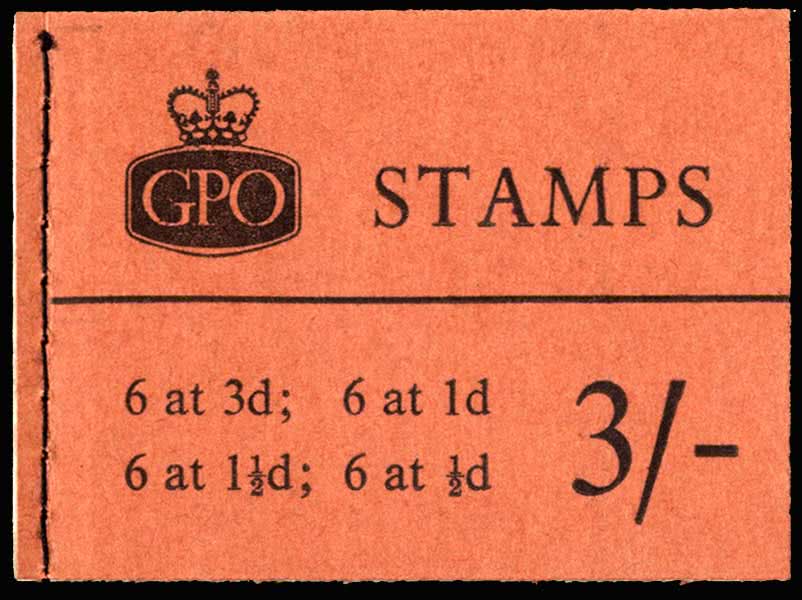 GPO
STAMPS
6 at 3d; 6 at 1d
6 at 1½d; 6 at ½d
3/-